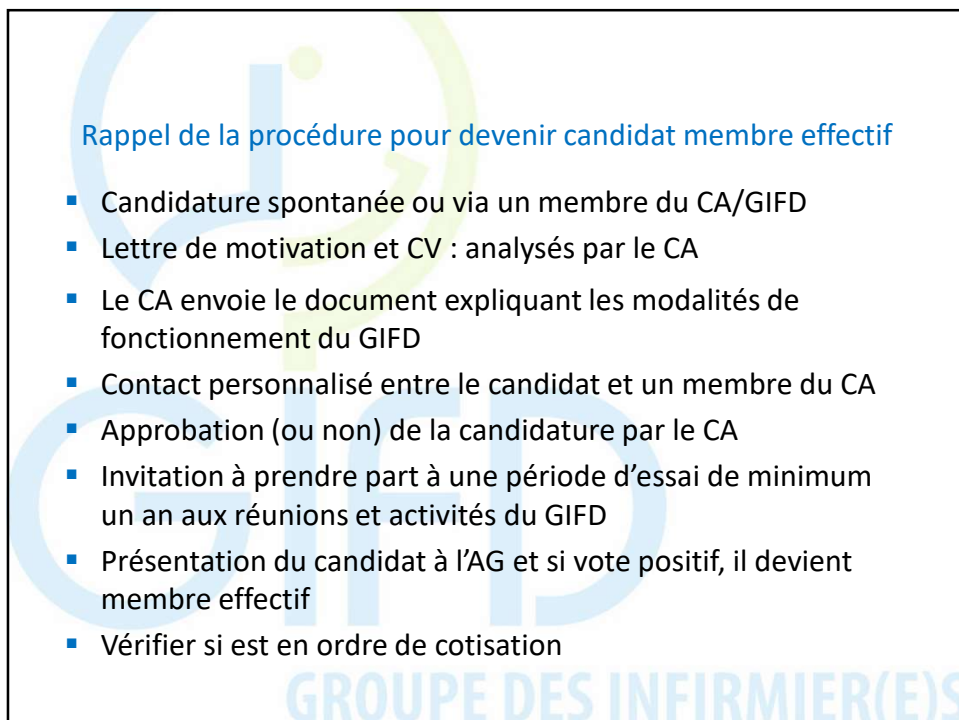 Rappel de la procédure pour devenir candidat membre effectif
▪ Candidature spontanée ou via un membre du CA/GIFD
▪ Lettre de motivation et CV : analysés par le CA
▪ Le CA envoie le document expliquant les modalités de
fonctionnement du GIFD
▪ Contact personnalisé entre le candidat et un membre du CA
▪ Approbation (ou non) de la candidature par le CA
▪ Invitation à prendre part à une période d’essai de minimum
un an aux réunions et activités du GIFD
▪ Présentation du candidat à l’AG et si vote positif, il devient
membre effectif
▪ Vérifier si est en ordre de cotisation
GIFD
GROUPE DES INFIRMIER(E)S